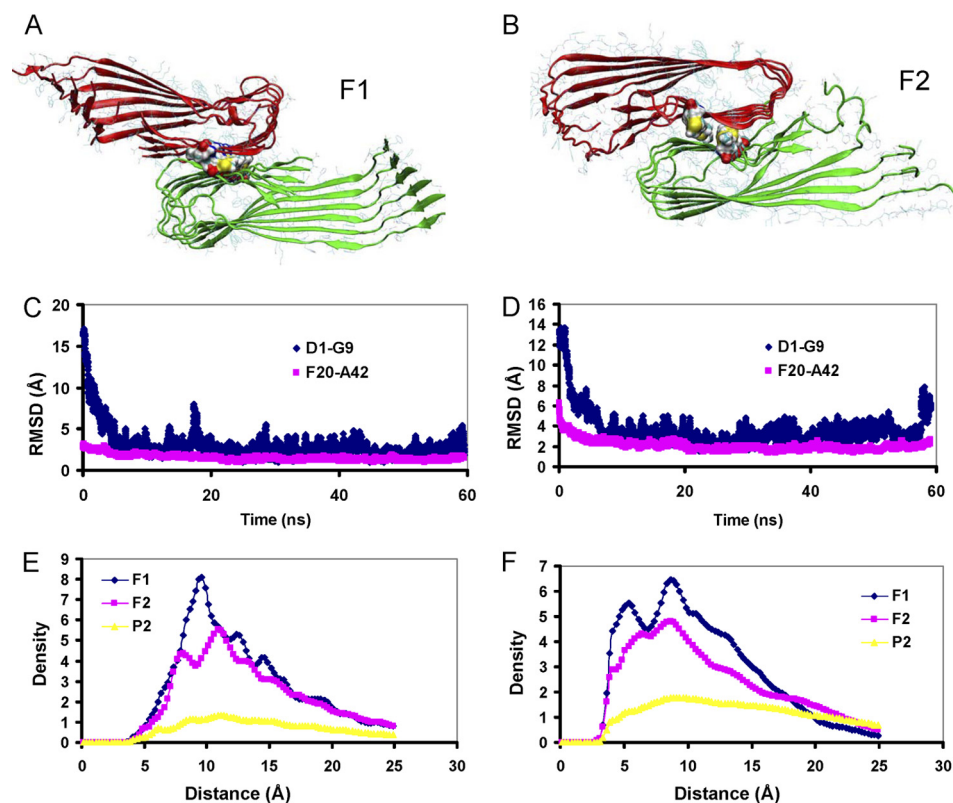 A
F1
B
F2
C
20
15
10
5
0
RMSD (Å)
D1-G9
F20-A42
0
20
40
60
Time (ns)
D
16
14
12
10
8
6
4
2
0
RMSD (Å)
D1-G9
F20-A42
0
20
40
60
Time (ns)
E
9
8
7
6
5
4
3
2
1
0
Density
F1
F2
P2
0
5
10
15
20
25
30
Distance (Å)
F
7
6
5
4
3
2
1
0
Density
F1
F2
P2
0
5
10
15
20
25
30
Distance (Å)